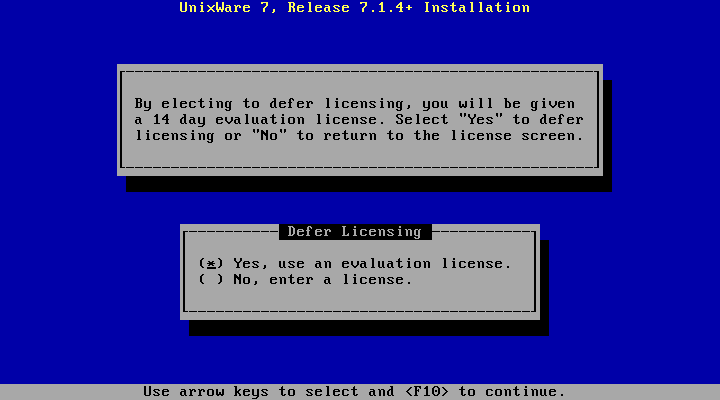 UnixWare 7, Release 7.1.4+ Installation
By electing to defer licensing, you will be given
a 14 day evaluation license. Select "Yes" to defer
licensing or "No" to return to the license screen.
Defer Licensing
(*) Yes, use an evaluation license.
( ) No, enter a license.
Use arrow keys to select and <F10> to continue.